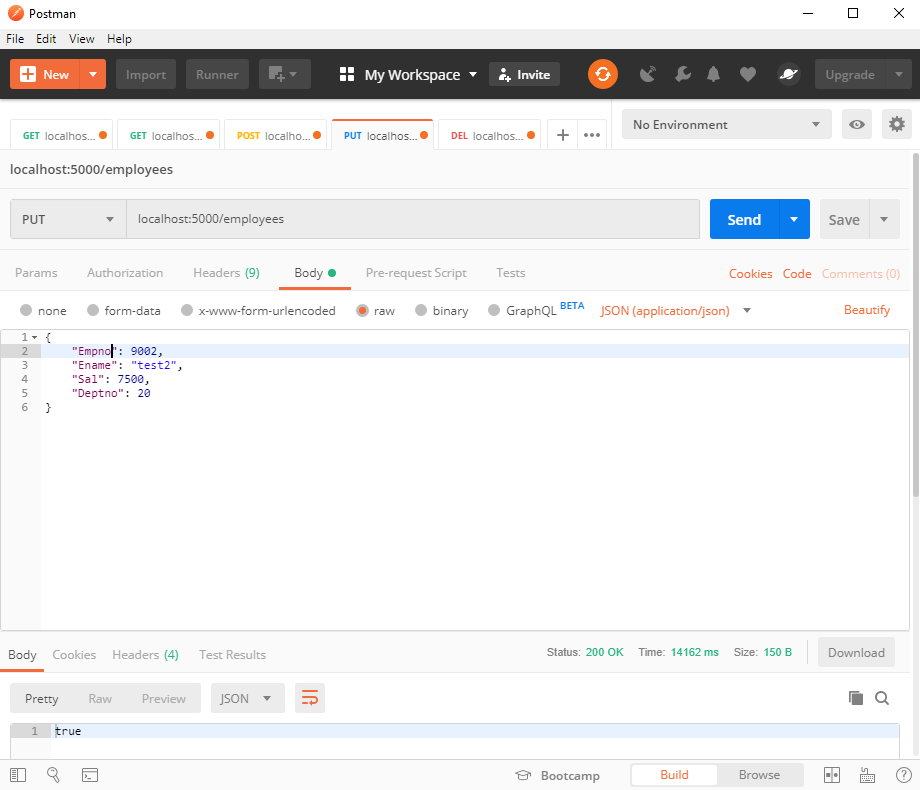 Postman
File Edit View Help
New Import Runner My Workspace Invite Upgrade
GET localhos... GET localhos... POST localho... PUT localhos... DEL localhos... + ••• No Environment
localhost:5000/employees
PUT localhost:5000/employees Send Save
Params Authorization Headers (9) Body Pre-request Script Tests Cookies Code Comments (0)
none form-data x-www-form-urlencoded raw binary GraphQL BETA JSON (application/json) Beautify
1 {
2 "Empno": 9002,
3 "Ename": "test2",
4 "Sal": 7500,
5 "Deptno": 20
6 }
Body Cookies Headers (4) Test Results Status: 200 OK Time: 14162 ms Size: 150 B Download
Pretty Raw Preview JSON
1 true
Bootcamp Build Browse ?